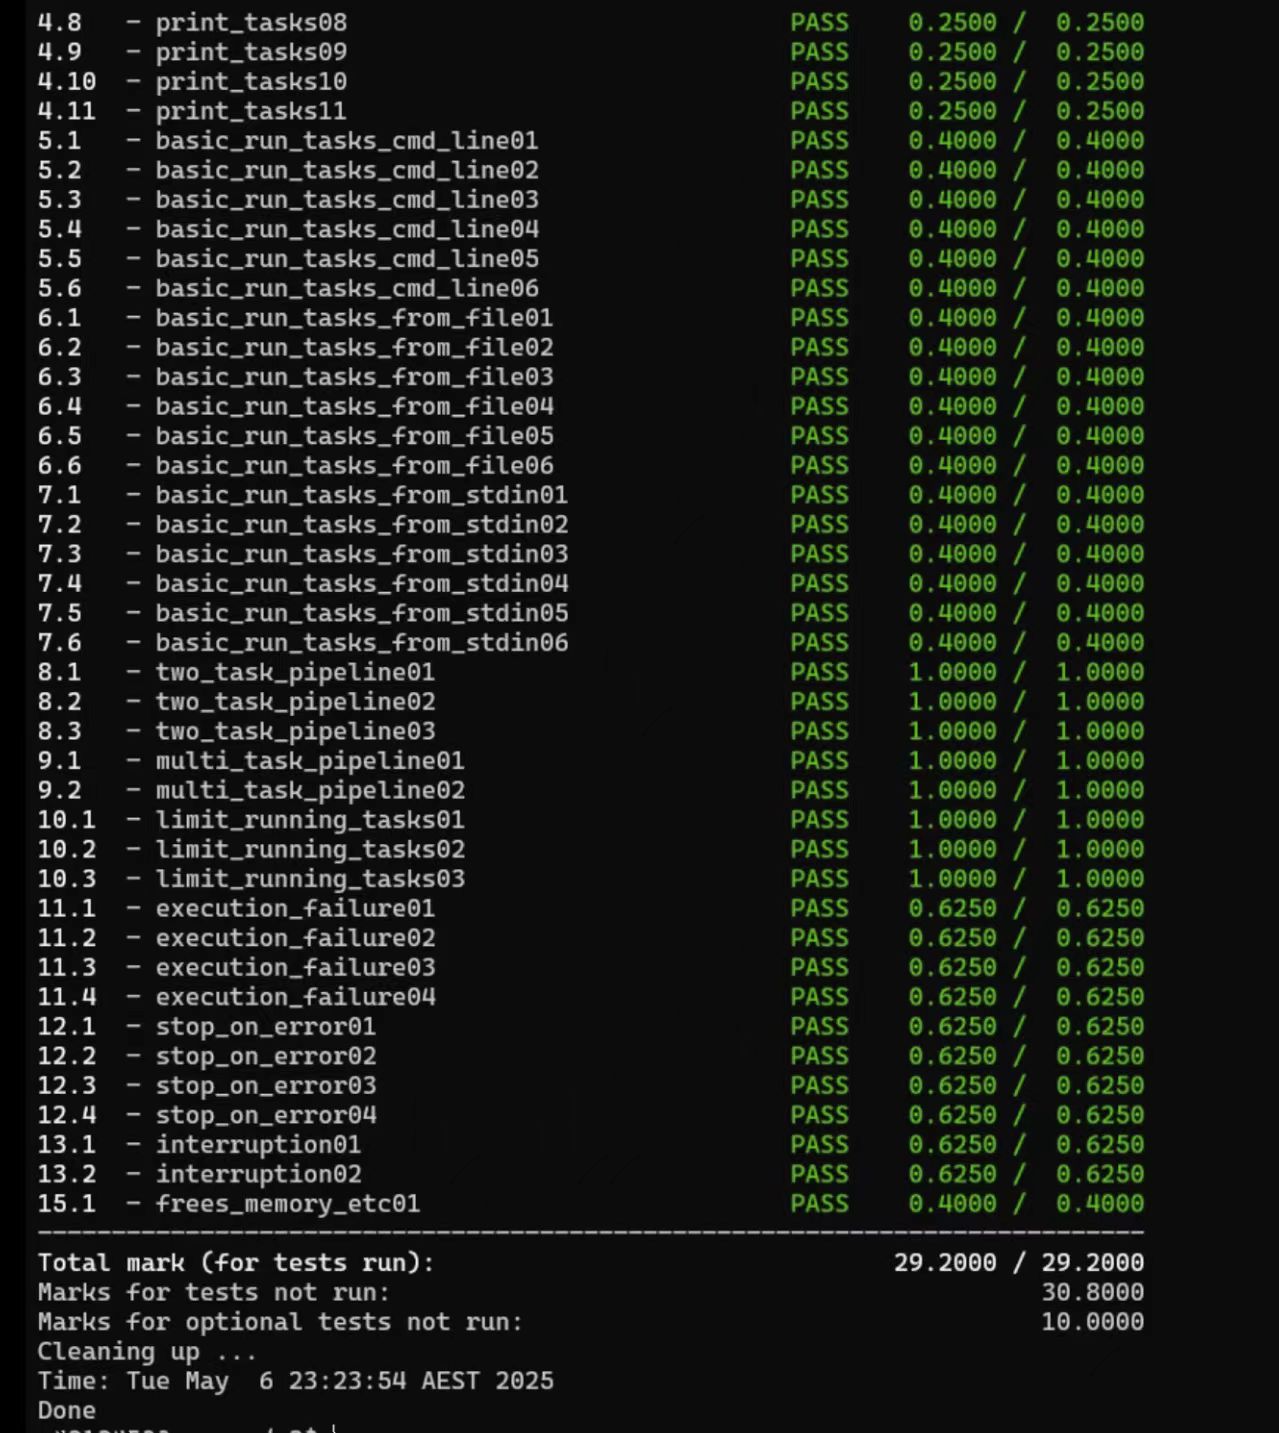 4.8 - print_tasks08 PASS 0.2500 / 0.2500
4.9 - print_tasks09 PASS 0.2500 / 0.2500
4.10 - print_tasks10 PASS 0.2500 / 0.2500
4.11 - print_tasks11 PASS 0.2500 / 0.2500
5.1 - basic_run_tasks_cmd_line01 PASS 0.4000 / 0.4000
5.2 - basic_run_tasks_cmd_line02 PASS 0.4000 / 0.4000
5.3 - basic_run_tasks_cmd_line03 PASS 0.4000 / 0.4000
5.4 - basic_run_tasks_cmd_line04 PASS 0.4000 / 0.4000
5.5 - basic_run_tasks_cmd_line05 PASS 0.4000 / 0.4000
5.6 - basic_run_tasks_cmd_line06 PASS 0.4000 / 0.4000
6.1 - basic_run_tasks_from_file01 PASS 0.4000 / 0.4000
6.2 - basic_run_tasks_from_file02 PASS 0.4000 / 0.4000
6.3 - basic_run_tasks_from_file03 PASS 0.4000 / 0.4000
6.4 - basic_run_tasks_from_file04 PASS 0.4000 / 0.4000
6.5 - basic_run_tasks_from_file05 PASS 0.4000 / 0.4000
6.6 - basic_run_tasks_from_file06 PASS 0.4000 / 0.4000
7.1 - basic_run_tasks_from_stdin01 PASS 0.4000 / 0.4000
7.2 - basic_run_tasks_from_stdin02 PASS 0.4000 / 0.4000
7.3 - basic_run_tasks_from_stdin03 PASS 0.4000 / 0.4000
7.4 - basic_run_tasks_from_stdin04 PASS 0.4000 / 0.4000
7.5 - basic_run_tasks_from_stdin05 PASS 0.4000 / 0.4000
7.6 - basic_run_tasks_from_stdin06 PASS 0.4000 / 0.4000
8.1 - two_task_pipeline01 PASS 1.0000 / 1.0000
8.2 - two_task_pipeline02 PASS 1.0000 / 1.0000
8.3 - two_task_pipeline03 PASS 1.0000 / 1.0000
9.1 - multi_task_pipeline01 PASS 1.0000 / 1.0000
9.2 - multi_task_pipeline02 PASS 1.0000 / 1.0000
10.1 - limit_running_tasks01 PASS 1.0000 / 1.0000
10.2 - limit_running_tasks02 PASS 1.0000 / 1.0000
10.3 - limit_running_tasks03 PASS 1.0000 / 1.0000
11.1 - execution_failure01 PASS 0.6250 / 0.6250
11.2 - execution_failure02 PASS 0.6250 / 0.6250
11.3 - execution_failure03 PASS 0.6250 / 0.6250
11.4 - execution_failure04 PASS 0.6250 / 0.6250
12.1 - stop_on_error01 PASS 0.6250 / 0.6250
12.2 - stop_on_error02 PASS 0.6250 / 0.6250
12.3 - stop_on_error03 PASS 0.6250 / 0.6250
12.4 - stop_on_error04 PASS 0.6250 / 0.6250
13.1 - interruption01 PASS 0.6250 / 0.6250
13.2 - interruption02 PASS 0.6250 / 0.6250
15.1 - frees_memory_etc01 PASS 0.4000 / 0.4000
Total mark (for tests run): 29.2000 / 29.2000
Marks for tests not run: 30.8000
Marks for optional tests not run: 10.0000
Cleaning up ...
Time: Tue May  6 23:23:54 AEST 2025
Done